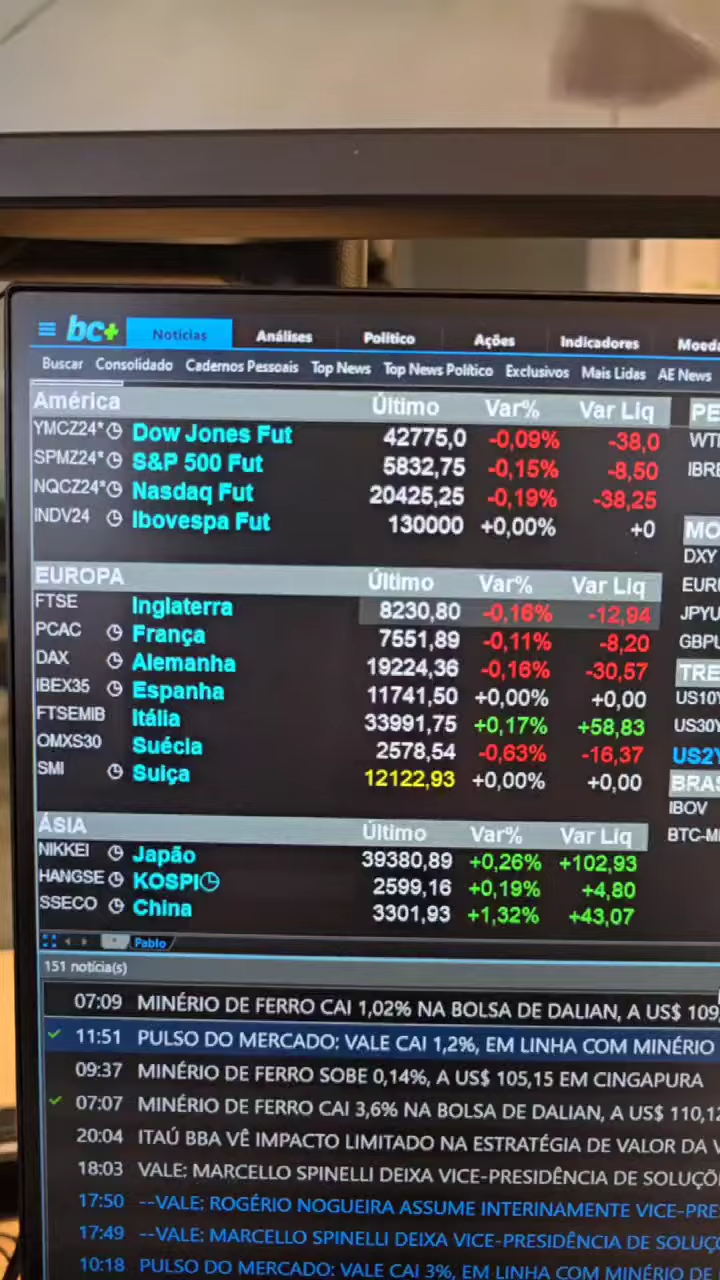 bc+ Notícias Análises Político Ações Indicadores
Buscar Consolidado Cadernos Pessoais Top News Top News Político Exclusivos Mais Lidas AE News
América Último Var% Var Liq
YMCZ24* Dow Jones Fut 42775,0 -0,09% -38,0
SPMZ24* S&P 500 Fut 5832,75 -0,15% -8,50
NQCZ24* Nasdaq Fut 20425,25 -0,19% -38,25
INDV24 Ibovespa Fut 130000 +0,00% +0
EUROPA Último Var% Var Liq
FTSE Inglaterra 8230,80 -0,16% -12,94
PCAC França 7551,89 -0,11% -8,20
DAX Alemanha 19224,36 -0,16% -30,57
IBEX35 Espanha 11741,50 +0,00% +0,00
FTSEMIB Itália 33991,75 +0,17% +58,83
OMXS30 Suécia 2578,54 -0,63% -16,37
SMI Suiça 12122,93 +0,00% +0,00
ÁSIA Último Var% Var Liq
NIKKEI Japão 39380,89 +0,26% +102,93
HANGSE KOSPI 2599,16 +0,19% +4,80
SSECO China 3301,93 +1,32% +43,07
PE
WT
IBRE
MO
DXY
EUR
JPYU
GBPU
TRE
US10Y
US30Y
US2Y
BRAS
IBOV
BTC-M
Pablo
151 notícia(s)
07:09 MINÉRIO DE FERRO CAI 1,02% NA BOLSA DE DALIAN, A US$ 109
11:51 PULSO DO MERCADO: VALE CAI 1,2%, EM LINHA COM MINÉRIO
09:37 MINÉRIO DE FERRO SOBE 0,14%, A US$ 105,15 EM CINGAPURA
07:07 MINÉRIO DE FERRO CAI 3,6% NA BOLSA DE DALIAN, A US$ 110,12
20:04 ITAÚ BBA VÊ IMPACTO LIMITADO NA ESTRATÉGIA DE VALOR DA V
18:03 VALE: MARCELLO SPINELLI DEIXA VICE-PRESIDÊNCIA DE SOLUÇÕ
17:50 --VALE: ROGÉRIO NOGUEIRA ASSUME INTERINAMENTE VICE-PRE
17:49 --VALE: MARCELLO SPINELLI DEIXA VICE-PRESIDÊNCIA DE SOLUÇ
10:18 PULSO DO MERCADO: VALE CAI 3%, EM LINHA COM MINÉRIO DE